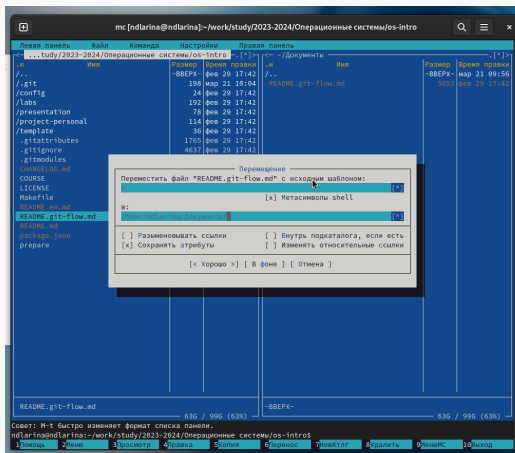 mc [ndlarina@ndlarina]:~/work/study/2023-2024/Операционные системы/os-intro
Левая панель Файл Команда Настройки Правая панель
<─ ...tudy/2023-2024/Операционные системы/os-intro ─.[^]>
.и Имя Размер Время правки
/.. -ВВЕРХ- фев 29 17:42
/.git 198 мар 21 10:04
/config 24 фев 29 17:42
/labs 192 фев 29 17:42
/presentation 78 фев 29 17:42
/project-personal 114 фев 29 17:42
/template 36 фев 29 17:42
.gitattributes 1765 фев 29 17:42
.gitignore 4637 фев 29 17:42
.gitmodules
CHANGELOG.md
COURSE
LICENSE
Makefile
README.en.md
README.git-flow.md
README.md
package.json
prepare
README.git-flow.md
63G / 99G (63%)
<─ ~/Документы .[^]>
.и Имя Размер Время правки
/.. -ВВЕРХ- мар 21 09:56
README.git-flow.md 5653 фев 29 17:42
-ВВЕРХ-
63G / 99G (63%)
Перемещение
Переместить файл "README.git-flow.md" с исходным шаблоном:
[^]
[x] Метасимволы shell
в:
/home/ndlarina/Документы/ [^]
[ ] Разыменовывать ссылки [ ] Внутрь подкаталога, если есть
[x] Сохранять атрибуты [ ] Изменять относительные ссылки
[< Хорошо >] [ В фоне ] [ Отмена ]
Совет: M-t быстро изменяет формат списка панели.
ndlarina@ndlarina:~/work/study/2023-2024/Операционные системы/os-intro$
1Помощь 2Меню 3Просмотр 4Правка 5Копия 6Перенос 7НовКтлг 8Удалить 9МенюMC 10Выход